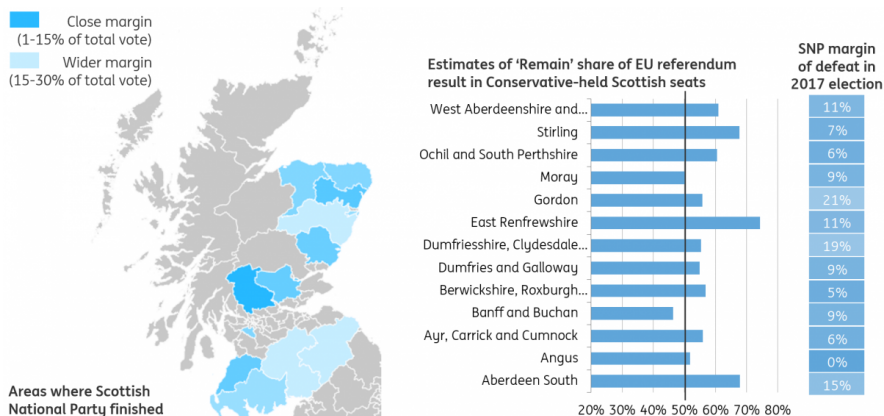 Close margin
(1-15% of total vote)
Wider margin
(15-30% of total vote)
Areas where Scottish
National Party finished
Estimates of ‘Remain’ share of EU referendum
result in Conservative-held Scottish seats
SNP margin
of defeat in
2017 election
West Aberdeenshire and... 11%
Stirling 7%
Ochil and South Perthshire 6%
Moray 9%
Gordon 21%
East Renfrewshire 11%
Dumfriesshire, Clydesdale... 19%
Dumfries and Galloway 9%
Berwickshire, Roxburgh ... 5%
Banff and Buchan 9%
Ayr, Carrick and Cumnock 6%
Angus 0%
Aberdeen South 15%
20% 30% 40% 50% 60% 70% 80%